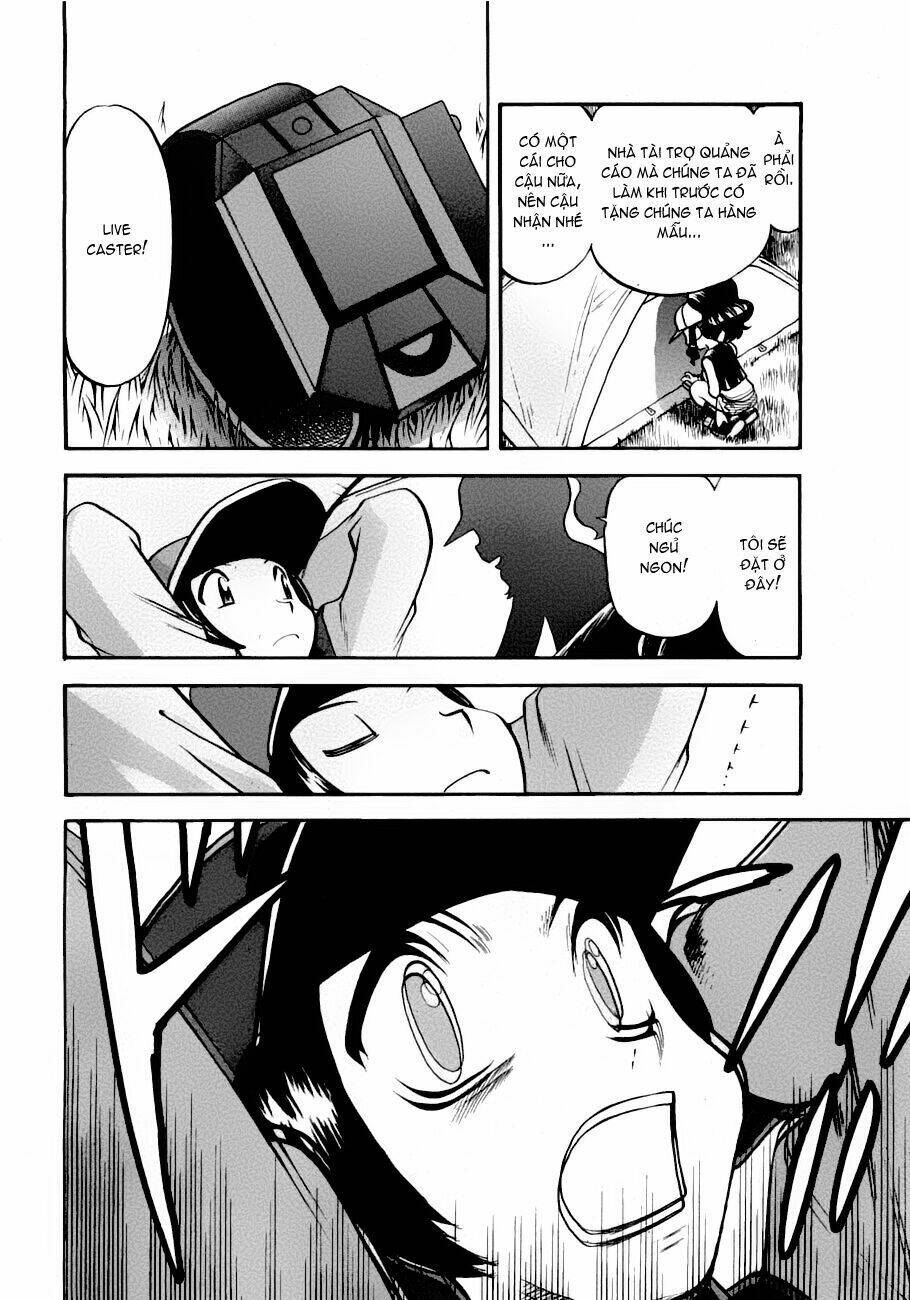 À
PHẢI
RỒI.
NHÀ TÀI TRỢ QUẢNG
CÁO MÀ CHÚNG TA ĐÃ
LÀM KHI TRƯỚC CÓ
TẶNG CHÚNG TA HÀNG
MẪU...
CÓ MỘT
CÁI CHO
CẬU NỮA,
NÊN CẬU
NHẬN NHÉ
...
LIVE
CASTER!
TÔI SẼ
ĐẶT Ở
ĐÂY!
CHÚC
NGỦ
NGON!